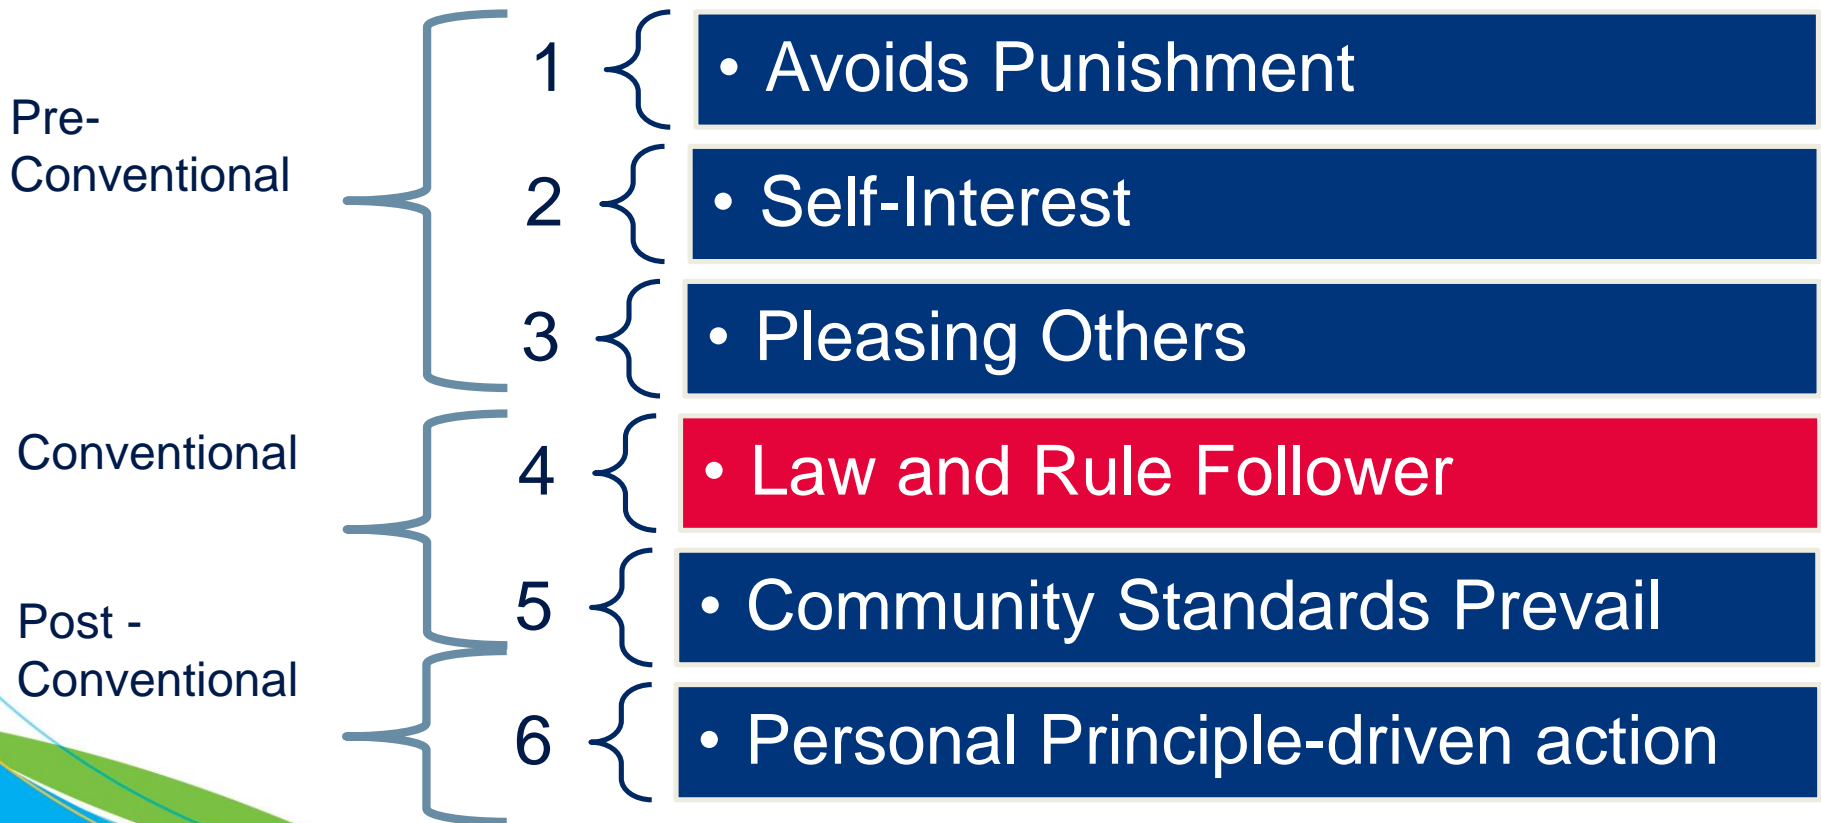 Pre-
Conventional
1
• Avoids Punishment
2
• Self-Interest
3
• Pleasing Others
Conventional
4
• Law and Rule Follower
Post -
Conventional
5
• Community Standards Prevail
6
• Personal Principle-driven action